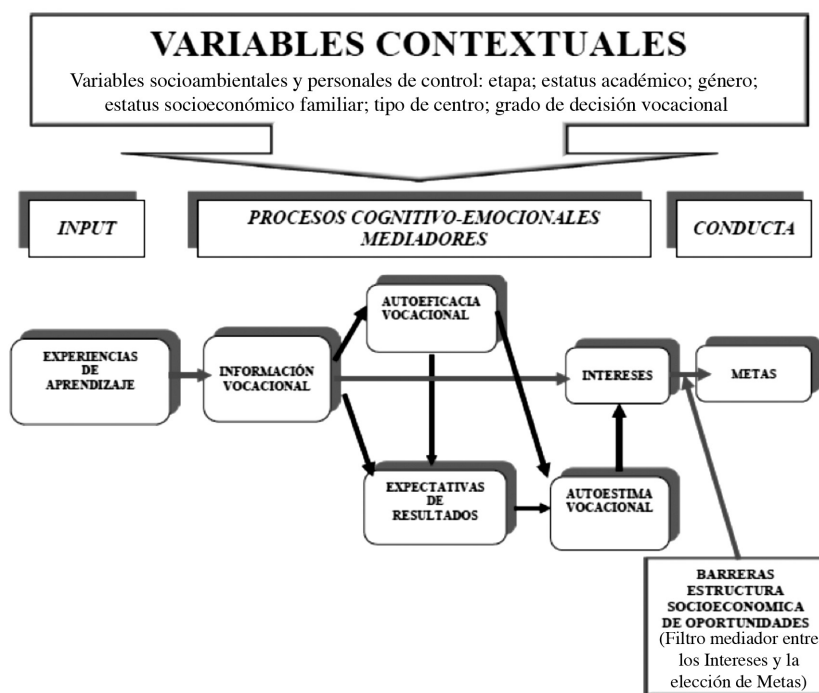 VARIABLES CONTEXTUALES
Variables socioambientales y personales de control: etapa; estatus académico; género;
estatus socioeconómico familiar; tipo de centro; grado de decisión vocacional
INPUT
PROCESOS COGNITIVO-EMOCIONALES
MEDIADORES
CONDUCTA
AUTOEFICACIA
VOCACIONAL
EXPERIENCIAS
DE
APRENDIZAJE
INFORMACIÓN
VOCACIONAL
INTERESES
METAS
EXPECTATIVAS
DE
RESULTADOS
AUTOESTIMA
VOCACIONAL
BARRERAS
ESTRUCTURA
SOCIOECONOMICA
DE OPORTUNIDADES
(Filtro mediador entre
los Intereses y la
elección de Metas)